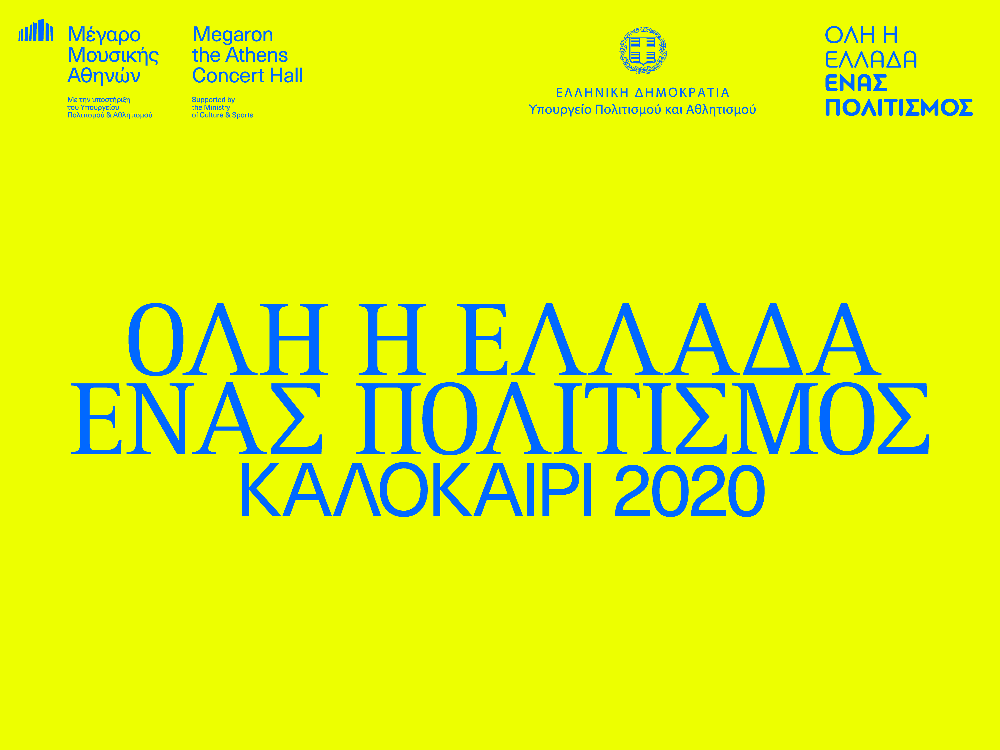 Μέγαρο
Μουσικής
Αθηνών
Με την υποστήριξη
του Υπουργείου
Πολιτισμού & Αθλητισμού
Megaron
the Athens
Concert Hall
Supported by
the Ministry
of Culture & Sports
ΕΛΛΗΝΙΚΗ ΔΗΜΟΚΡΑΤΙΑ
Υπουργείο Πολιτισμού και Αθλητισμού
ΟΛΗ Η
ΕΛΛΑΔΑ
ΕΝΑΣ
ΠΟΛΙΤΙΣΜΟΣ
ΟΛΗ Η ΕΛΛΑΔΑ
ΕΝΑΣ ΠΟΛΙΤΙΣΜΟΣ
ΚΑΛΟΚΑΙΡΙ 2020